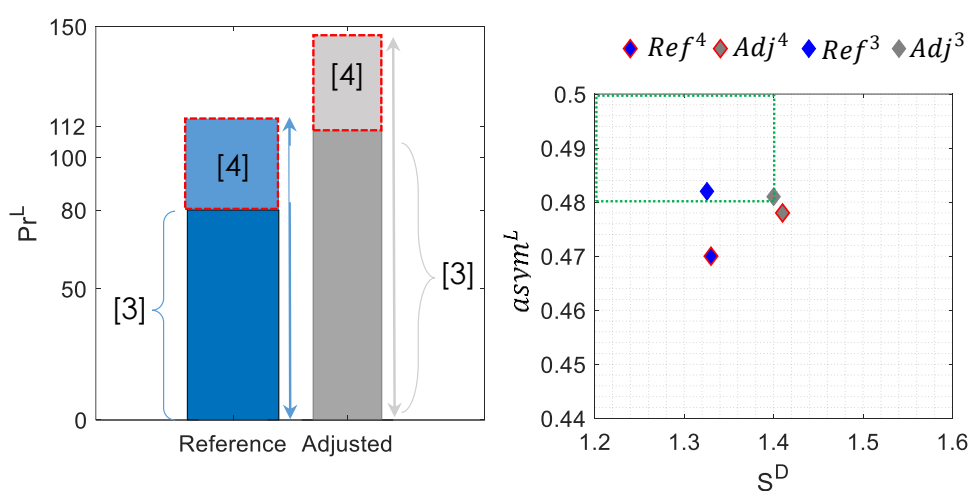 150
112
100
80
50
0
Pr^L
[4]
[4]
[3]
[3]
Reference
Adjusted
Ref^4
Adj^4
Ref^3
Adj^3
0.5
0.49
0.48
0.47
0.46
0.45
0.44
asym^L
1.2
1.3
1.4
1.5
1.6
S^D